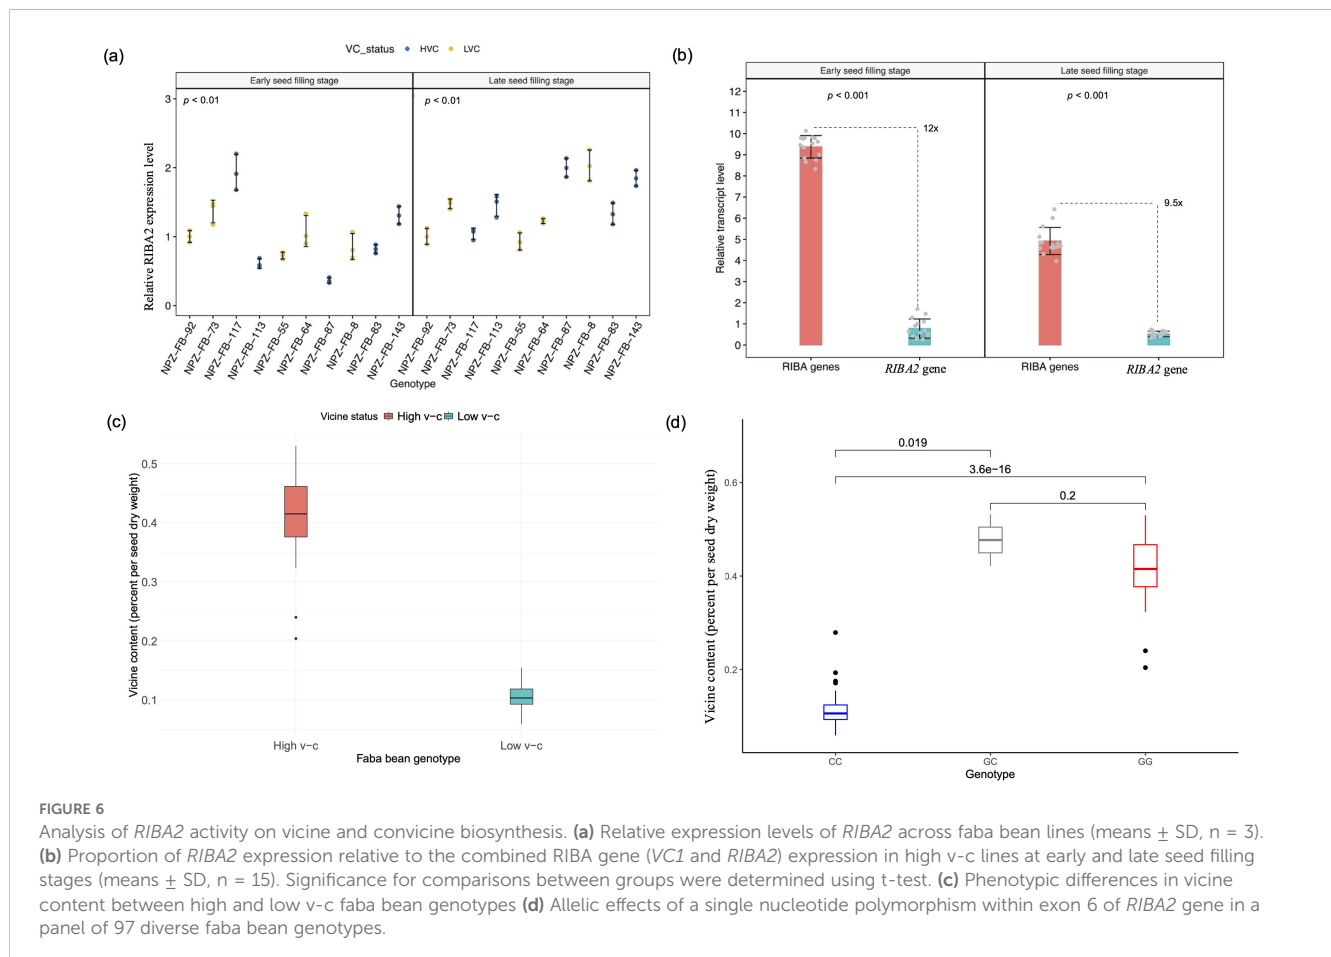 (a)
VC_status HVC LVC
Early seed filling stage Late seed filling stage
p < 0.01 p < 0.01
3
2
1
0
Relative RIBA2 expression level
NPZ–FB–92 NPZ–FB–73 NPZ–FB–117 NPZ–FB–113 NPZ–FB–55 NPZ–FB–64 NPZ–FB–87 NPZ–FB–8 NPZ–FB–83 NPZ–FB–143 NPZ–FB–92 NPZ–FB–73 NPZ–FB–117 NPZ–FB–113 NPZ–FB–55 NPZ–FB–64 NPZ–FB–87 NPZ–FB–8 NPZ–FB–83 NPZ–FB–143
Genotype
(b)
Early seed filling stage Late seed filling stage
p < 0.001 p < 0.001
12
11
10
9
8
7
6
5
4
3
2
1
0
12x
9.5x
Relative transcript level
RIBA genes RIBA2 gene RIBA genes RIBA2 gene
(c)
Vicine status High v−c Low v−c
0.5
0.4
0.3
0.2
0.1
Vicine content (percent per seed dry weight)
High v−c Low v−c
Faba bean genotype
(d)
0.019
3.6e−16
0.2
0.6
0.4
0.2
Vicine content (percent per seed dry weight)
CC GC GG
Genotype
FIGURE 6
Analysis of RIBA2 activity on vicine and convicine biosynthesis. (a) Relative expression levels of RIBA2 across faba bean lines (means ± SD, n = 3).
(b) Proportion of RIBA2 expression relative to the combined RIBA gene (VC1 and RIBA2) expression in high v-c lines at early and late seed filling
stages (means ± SD, n = 15). Significance for comparisons between groups were determined using t-test. (c) Phenotypic differences in vicine
content between high and low v-c faba bean genotypes (d) Allelic effects of a single nucleotide polymorphism within exon 6 of RIBA2 gene in a
panel of 97 diverse faba bean genotypes.